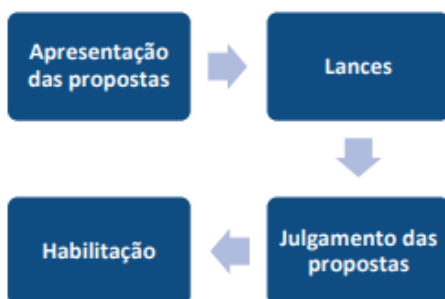 Apresentação
das propostas
Lances
Julgamento das
propostas
Habilitação